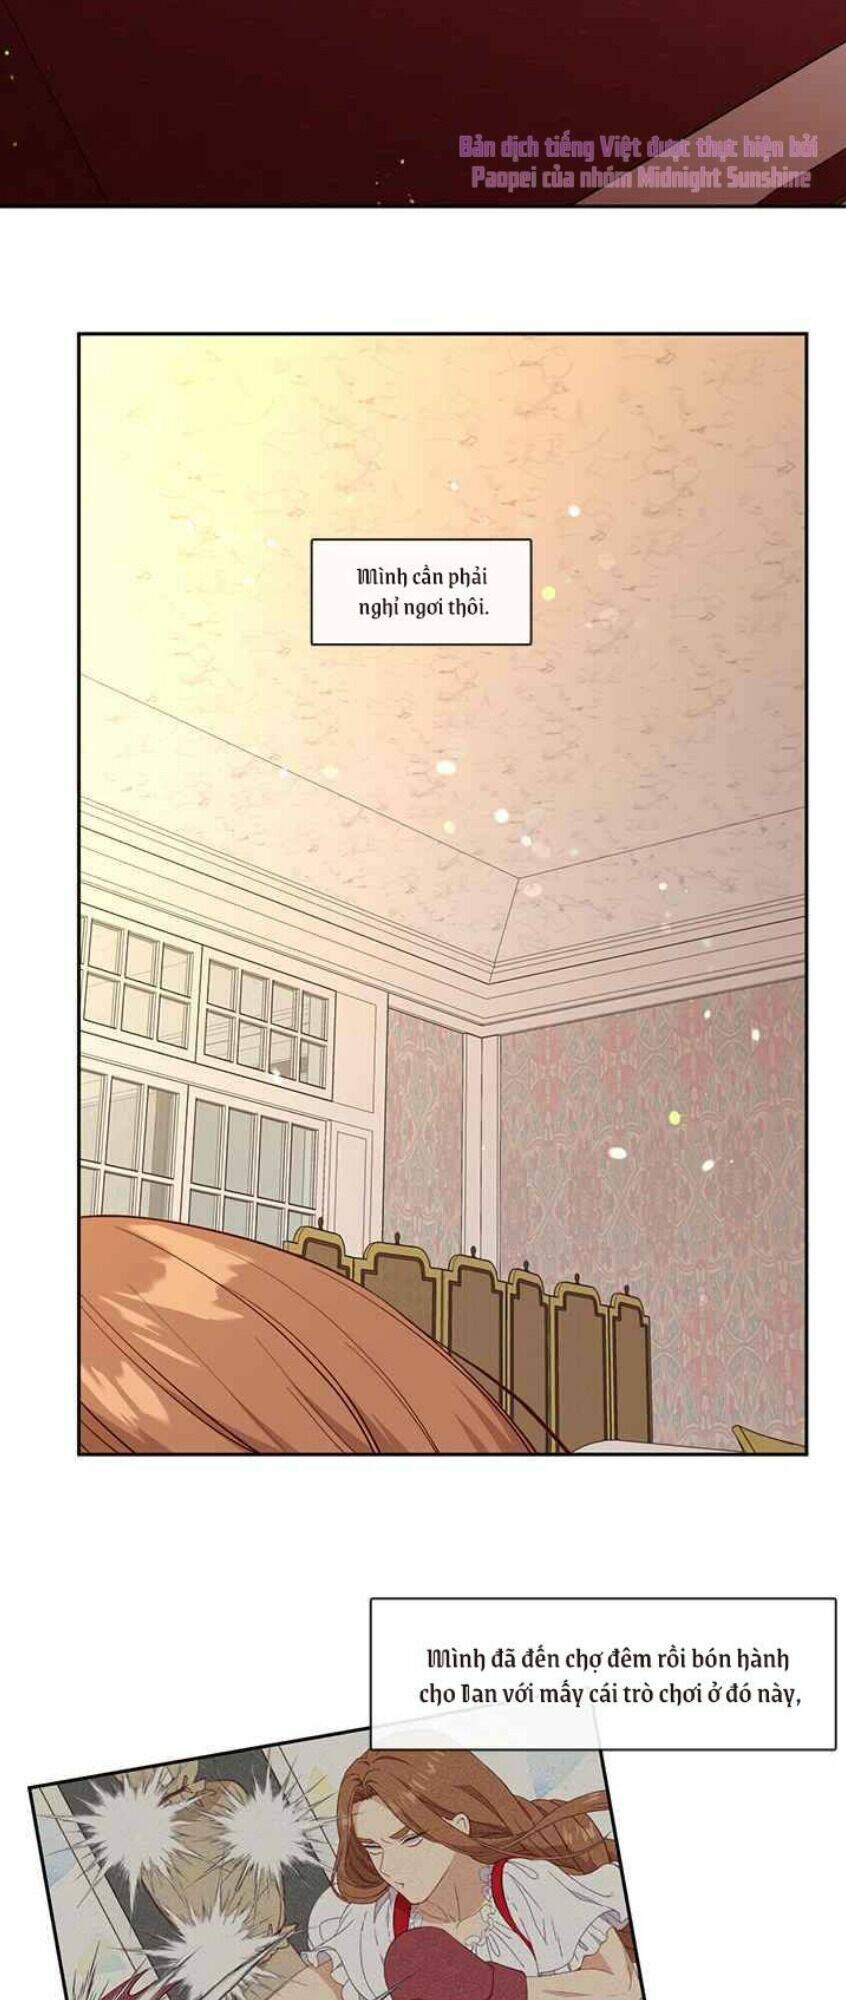 Bản dịch tiếng Việt được thực hiện bởi
Paopei của nhóm Midnight Sunshine
Mình cần phải
nghỉ ngơi thôi.
Mình đã đến chợ đêm rồi bón hành
cho Ian với mấy cái trò chơi ở đó này,